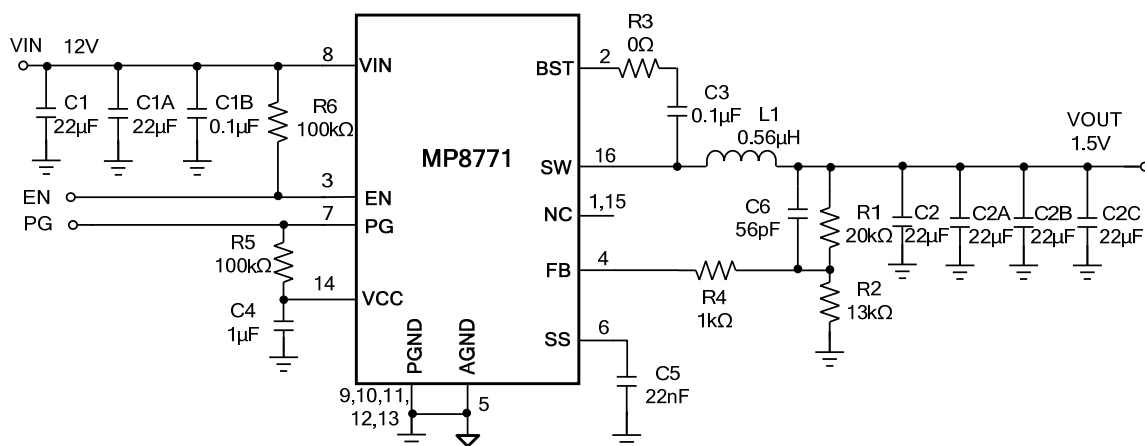 VIN 12V
8 VIN
C1
22µF
C1A
22µF
C1B
0.1µF
R6
100kΩ
EN
3 EN
PG
7 PG
R5
100kΩ
14 VCC
C4
1µF
MP8771
PGND
AGND
9,10,11,
12,13
5
BST 2
R3
0Ω
C3
0.1µF
L1
0.56µH
SW 16
NC 1,15
VOUT
1.5V
C6
56pF
R1
20kΩ
C2
22µF
C2A
22µF
C2B
22µF
C2C
22µF
FB 4
R4
1kΩ
R2
13kΩ
SS 6
C5
22nF